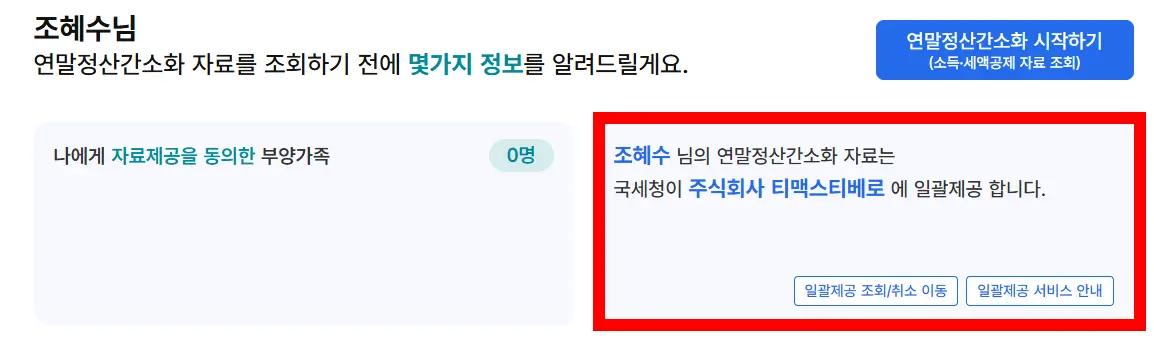 조혜수님
연말정산간소화 자료를 조회하기 전에 몇가지 정보를 알려드릴게요.
연말정산간소화 시작하기
(소득·세액공제 자료 조회)
나에게 자료제공을 동의한 부양가족
0명
조혜수 님의 연말정산간소화 자료는
국세청이 주식회사 티맥스티베로 에 일괄제공 합니다.
일괄제공 조회/취소 이동
일괄제공 서비스 안내